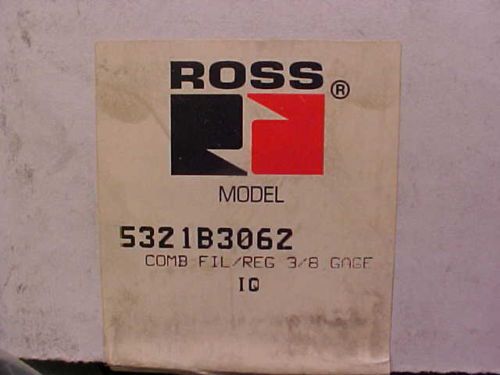 ROSS
®
MODEL
5321B3062
COMB FIL/REG 3/8 GAGE
IQ